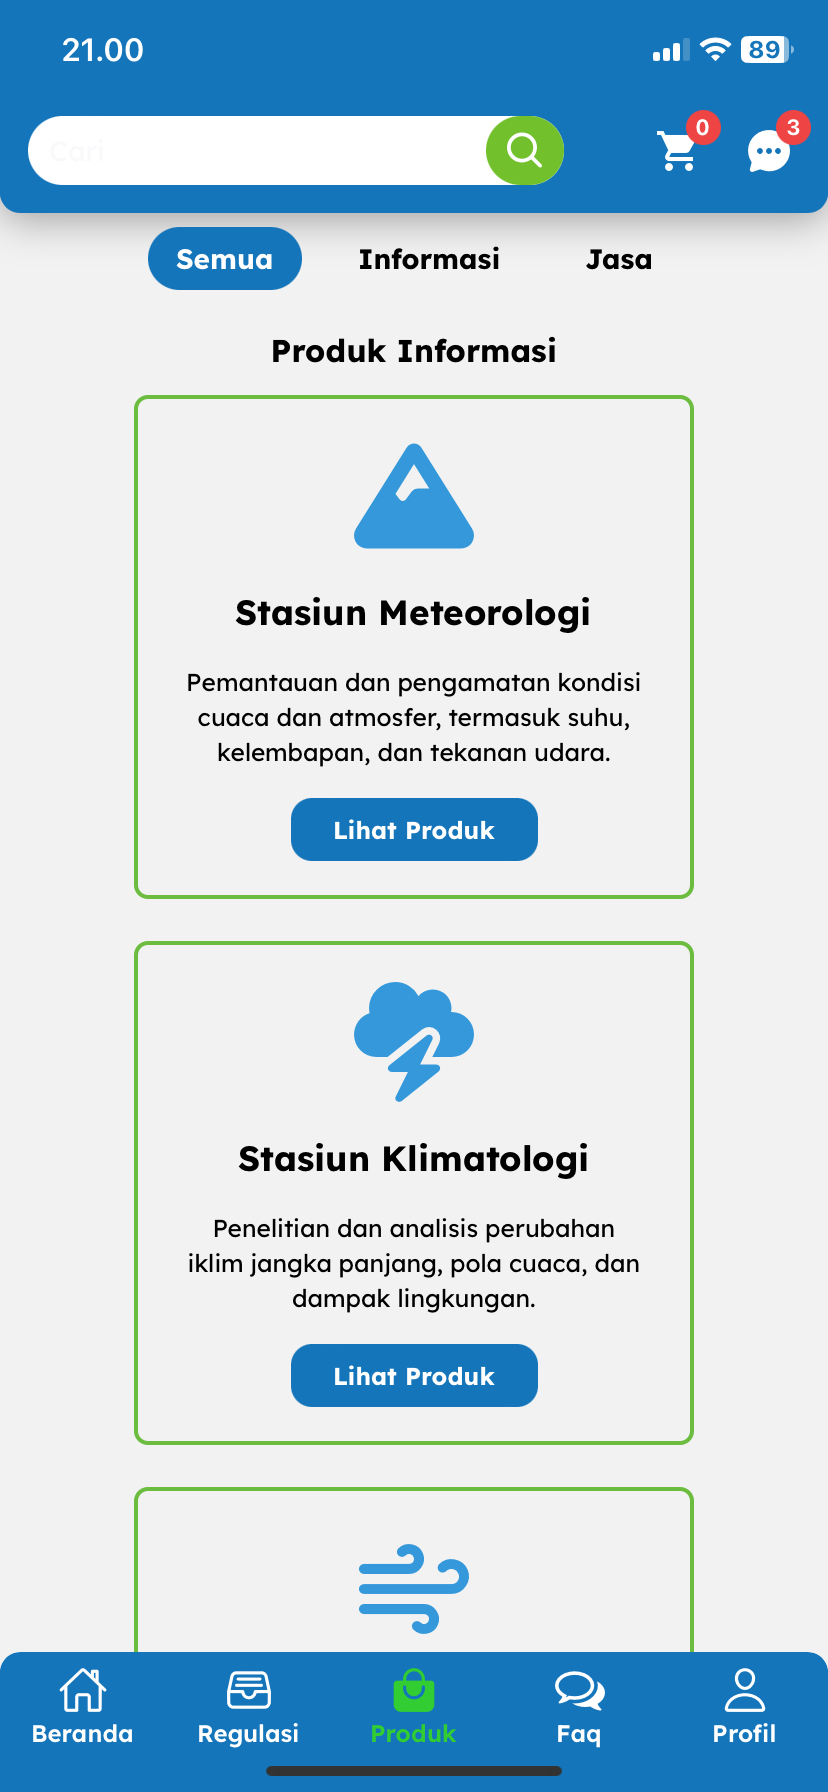 21.00
89
Cari
0
3
Semua
Informasi
Jasa
Produk Informasi
Stasiun Meteorologi
Pemantauan dan pengamatan kondisi
cuaca dan atmosfer, termasuk suhu,
kelembapan, dan tekanan udara.
Lihat Produk
Stasiun Klimatologi
Penelitian dan analisis perubahan
iklim jangka panjang, pola cuaca, dan
dampak lingkungan.
Lihat Produk
Beranda
Regulasi
Produk
Faq
Profil